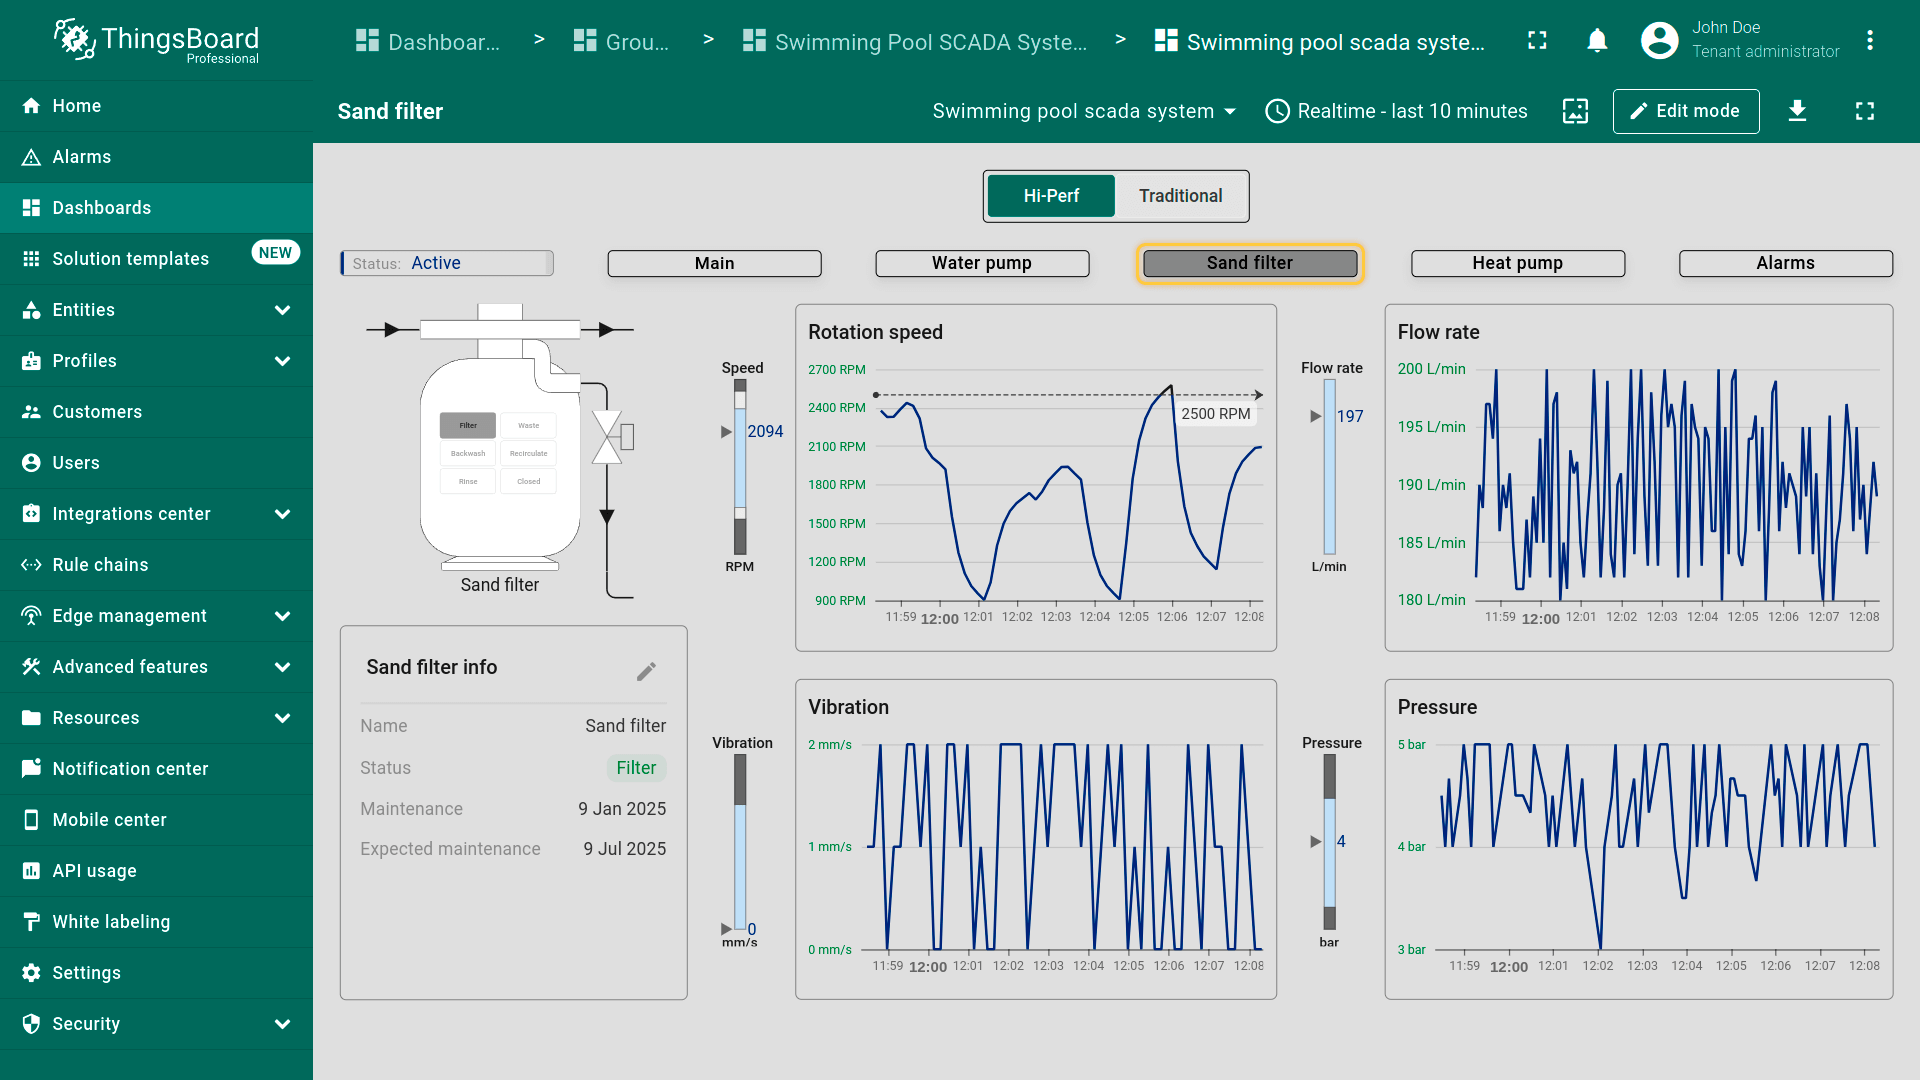 ThingsBoard
Professional
Dashboar... > Grou... > Swimming Pool SCADA Syste... > Swimming pool scada syste...
John Doe
Tenant administrator
Sand filter
Swimming pool scada system
Realtime - last 10 minutes
Edit mode
Home
Alarms
Dashboards
Solution templates
NEW
Entities
Profiles
Customers
Users
Integrations center
Rule chains
Edge management
Advanced features
Resources
Notification center
Mobile center
API usage
White labeling
Settings
Security
Hi-Perf
Traditional
Status: Active
Main
Water pump
Sand filter
Heat pump
Alarms
Filter
Waste
Backwash
Recirculate
Rinse
Closed
Sand filter
Speed
2094
RPM
Rotation speed
2700 RPM
2400 RPM
2100 RPM
1800 RPM
1500 RPM
1200 RPM
900 RPM
2500 RPM
11:59 12:00 12:01 12:02 12:03 12:04 12:05 12:06 12:07 12:08
Flow rate
197
L/min
Flow rate
200 L/min
195 L/min
190 L/min
185 L/min
180 L/min
11:59 12:00 12:01 12:02 12:03 12:04 12:05 12:06 12:07 12:08
Sand filter info
Name Sand filter
Status Filter
Maintenance 9 Jan 2025
Expected maintenance 9 Jul 2025
Vibration
0
mm/s
Vibration
2 mm/s
1 mm/s
0 mm/s
11:59 12:00 12:01 12:02 12:03 12:04 12:05 12:06 12:07 12:08
Pressure
4
bar
Pressure
5 bar
4 bar
3 bar
11:59 12:00 12:01 12:02 12:03 12:04 12:05 12:06 12:07 12:08